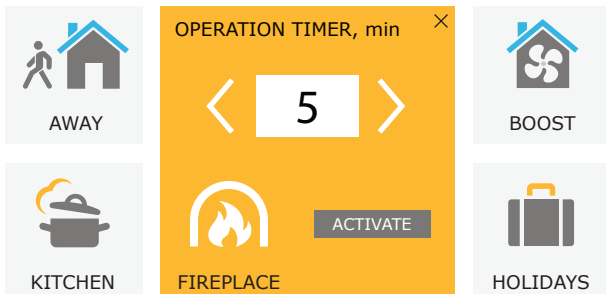 OPERATION TIMER, min
5
AWAY
BOOST
ACTIVATE
KITCHEN
FIREPLACE
HOLIDAYS